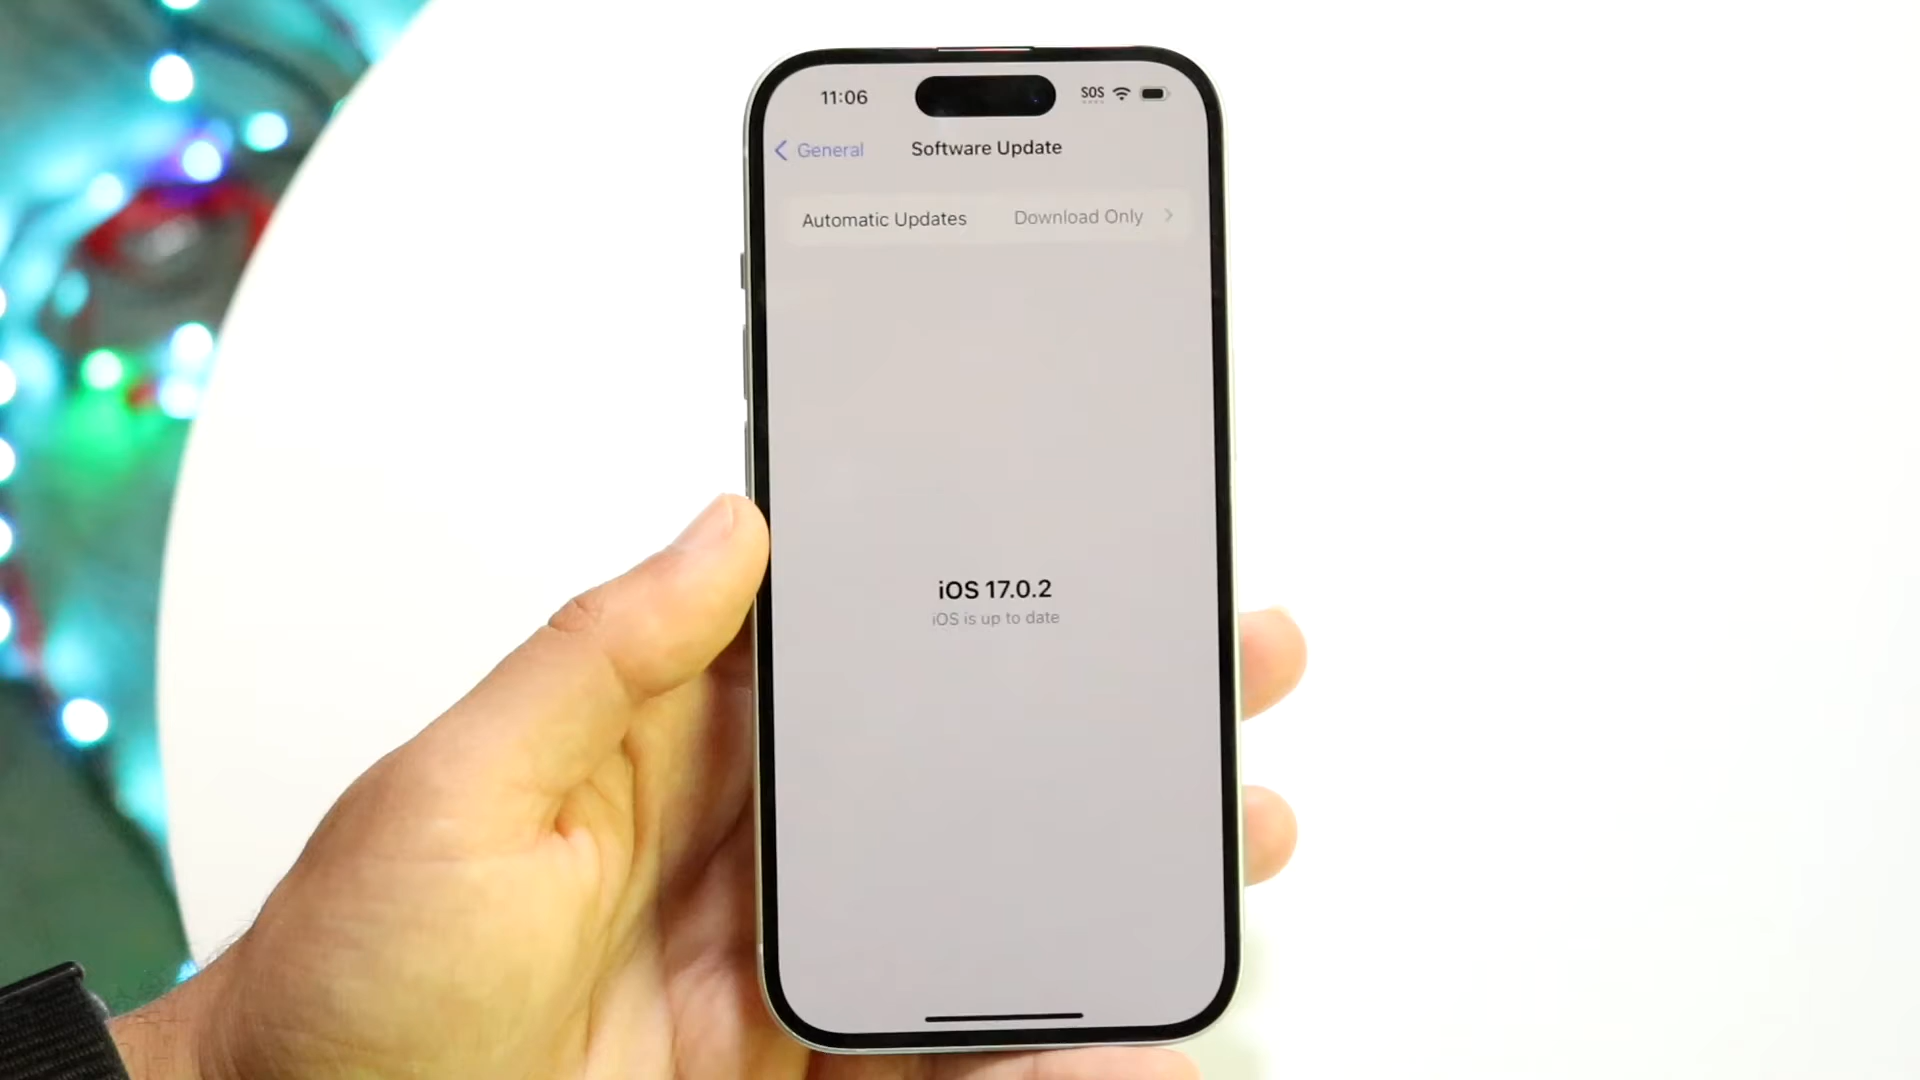 11:06 SOS
General Software Update
Automatic Updates Download Only
iOS 17.0.2
iOS is up to date